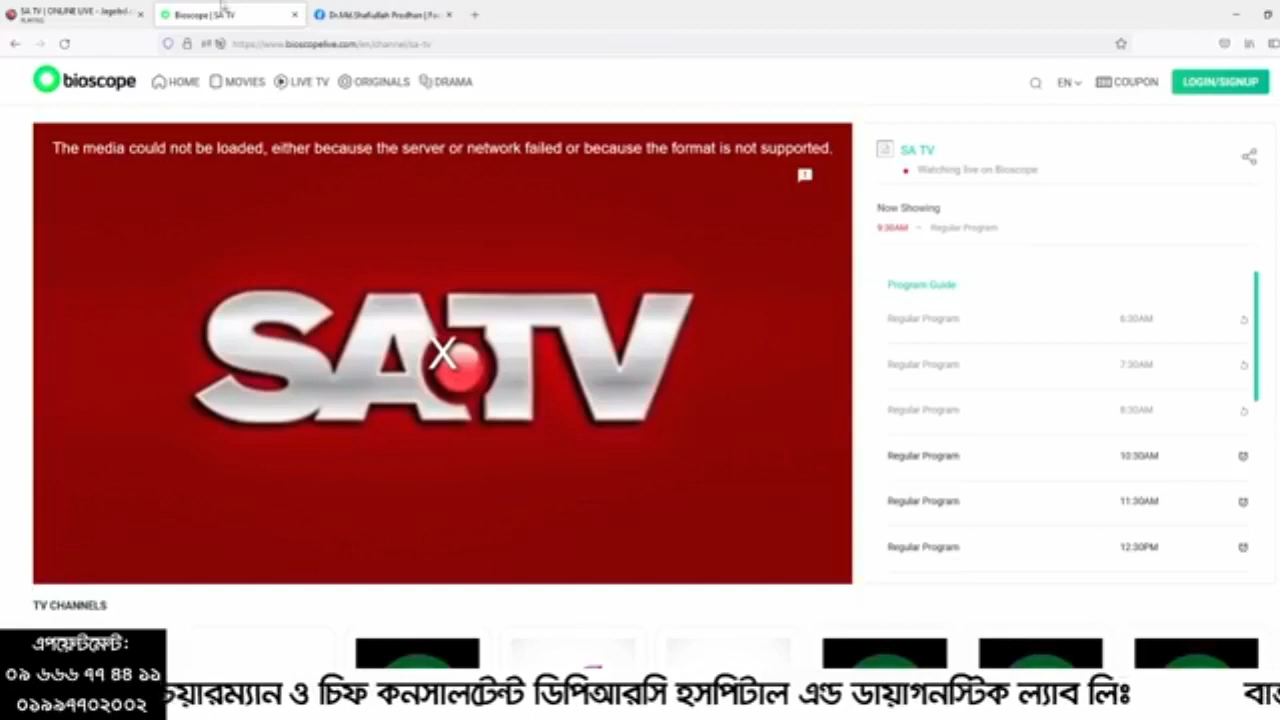 SA TV | ONLINE LIVE - Jagobd.
PLAYING
Bioscope | SA TV
Dr.Md.Shafiullah Prodhan | Fa
https://www.bioscopelive.com/en/channel/sa-tv
bioscope
HOME
MOVIES
LIVE TV
ORIGINALS
DRAMA
EN
COUPON
LOGIN/SIGNUP
The media could not be loaded, either because the server or network failed or because the format is not supported.
SA TV
SA TV
Watching live on Bioscope
Now Showing
9:30AM - Regular Program
Program Guide
Regular Program 6:30AM
Regular Program 7:30AM
Regular Program 8:30AM
Regular Program 10:30AM
Regular Program 11:30AM
Regular Program 12:30PM
TV CHANNELS
এপয়েন্টমেন্ট:
০৯ ৬৬৬ ৭৭ ৪৪ ১১
০১৯৯৭৭০২০০২
চেয়ারম্যান ও চিফ কনসালটেন্ট ডিপিআরসি হসপিটাল এণ্ড ডায়াগনস্টিক ল্যাব লিঃ